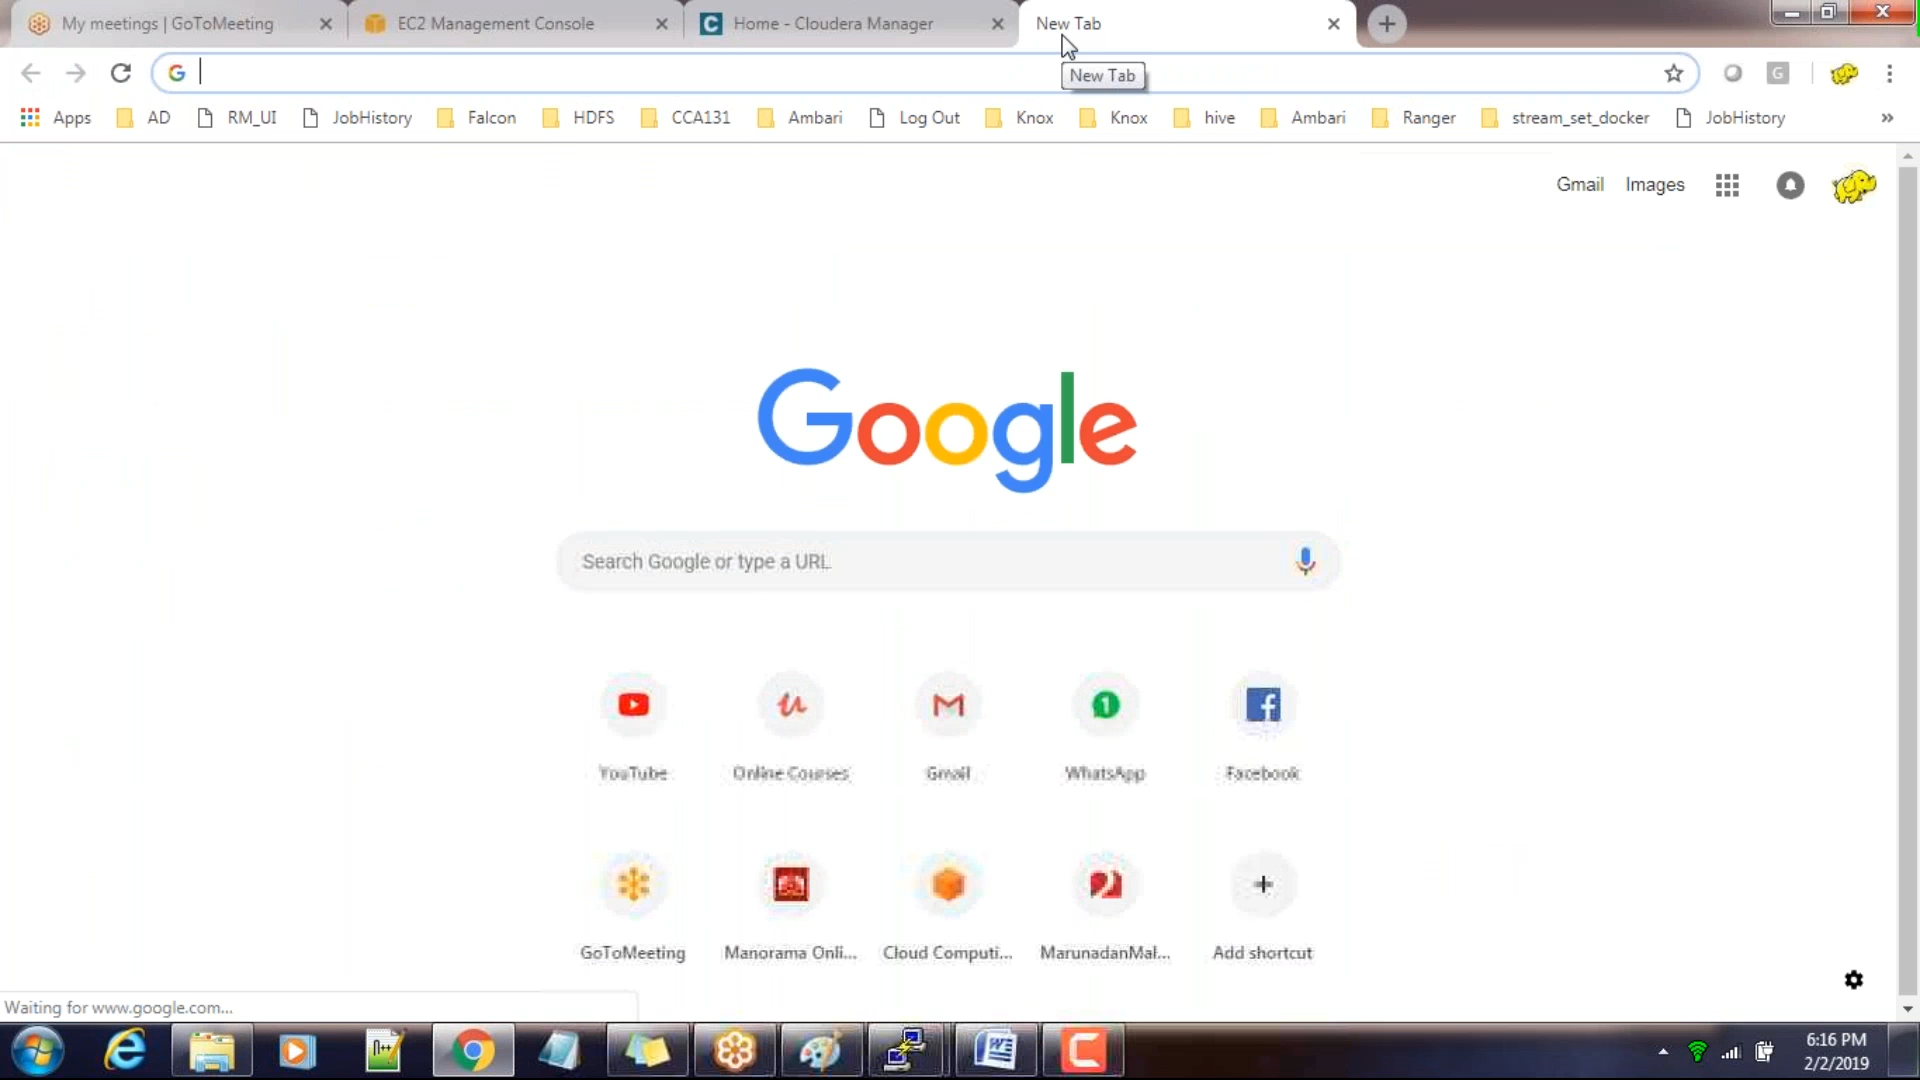 My meetings | GoToMeeting
EC2 Management Console
C Home - Cloudera Manager
New Tab
G
New Tab
G
Apps
AD
RM_UI
JobHistory
Falcon
HDFS
CCA131
Ambari
Log Out
Knox
Knox
hive
Ambari
Ranger
stream_set_docker
JobHistory
»
Gmail
Images
Google
Search Google or type a URL
YouTube
Online Courses
Gmail
1
WhatsApp
Facebook
GoToMeeting
Manorama Onli...
Cloud Computi...
MarunadanMal...
Add shortcut
Waiting for www.google.com...
6:16 PM
2/2/2019